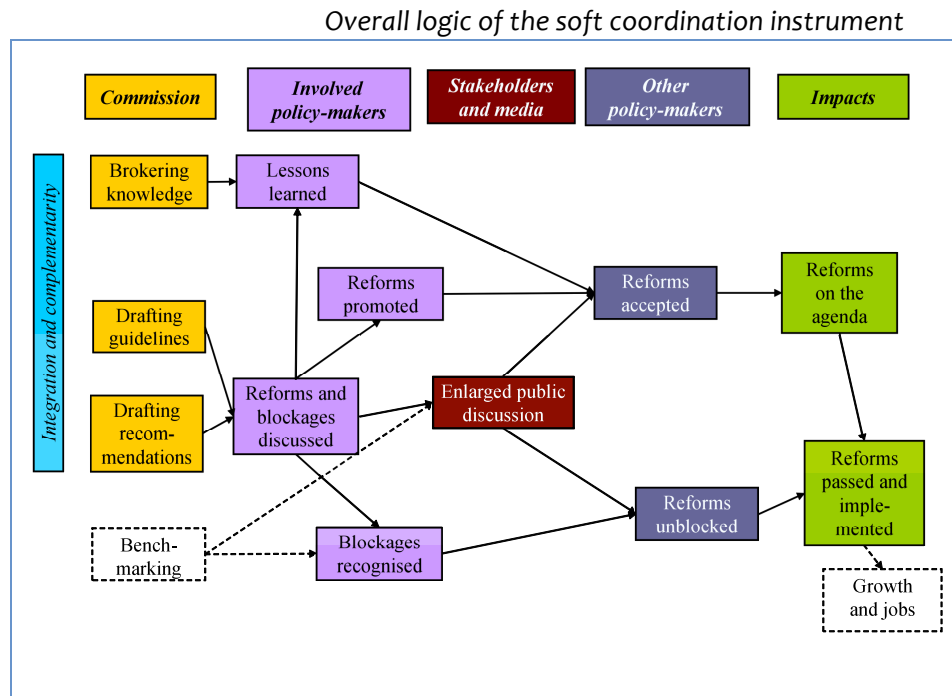 Overall logic of the soft coordination instrument
Commission
Involved
policy-makers
Stakeholders
and media
Other
policy-makers
Impacts
Integration and complementarity
Brokering
knowledge
Lessons
learned
Reforms
promoted
Reforms
accepted
Reforms
on the
agenda
Drafting
guidelines
Drafting
recom-
mendations
Reforms and
blockages
discussed
Enlarged public
discussion
Reforms
passed and
imple-
mented
Reforms
unblocked
Bench-
marking
Blockages
recognised
Growth
and jobs